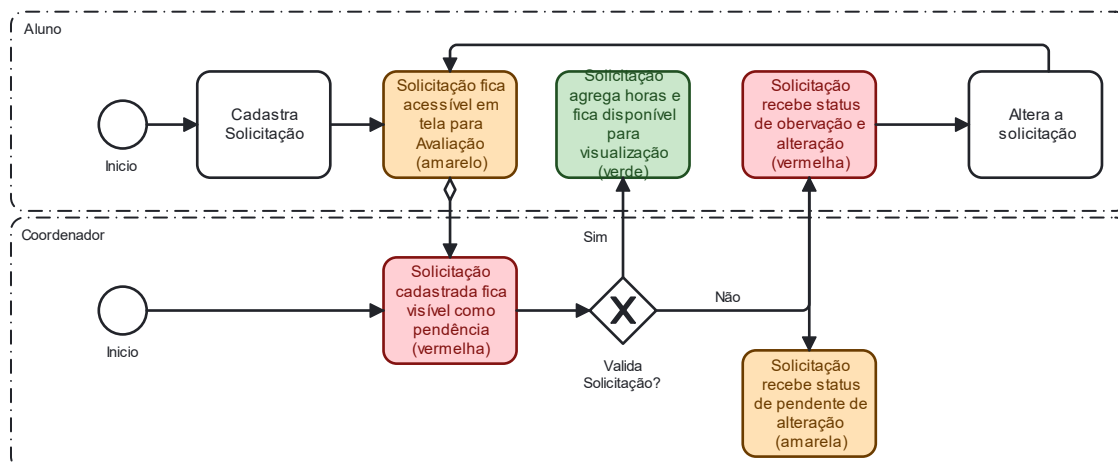 Aluno
Inicio
Cadastra
Solicitação
Solicitação fica
acessível em
tela para
Avaliação
(amarelo)
Solicitação
agrega horas e
fica disponível
para
visualização
(verde)
Solicitação
recebe status
de obervação e
alteração
(vermelha)
Altera a
solicitação
Coordenador
Inicio
Solicitação
cadastrada fica
visível como
pendência
(vermelha)
Sim
Valida
Solicitação?
Não
Solicitação
recebe status
de pendente de
alteração
(amarela)